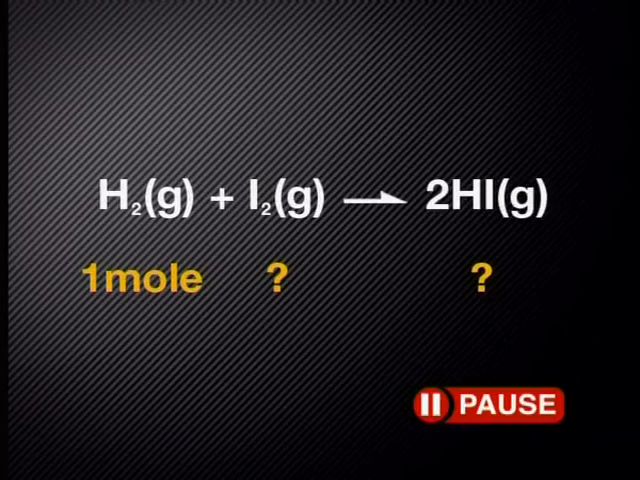 H₂(g) + I₂(g) ⇀ 2HI(g)
1mole ? ?
PAUSE